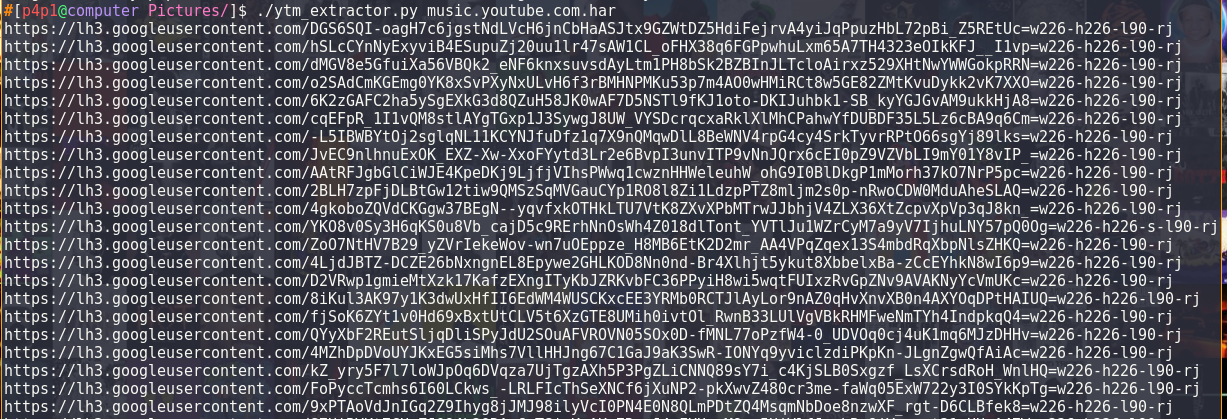 #[p4p1@computer Pictures/]$ ./ytm_extractor.py music.youtube.com.har
https://lh3.googleusercontent.com/DGS6SQI-oagH7c6jgstNdLVcH6jnCbHaASJtx9GZWtDZ5HdiFejrvA4yiJqPpuzHbL72pBi_Z5REtUc=w226-h226-l90-rj
https://lh3.googleusercontent.com/hSLcCYnNyExyviB4ESupuZj20uu1lr47sAW1CL_oFHX38q6FGPpwhuLxm65A7TH4323eOIkKFJ__I1vp=w226-h226-l90-rj
https://lh3.googleusercontent.com/dMGV8e5GfuiXa56VBQk2_eNF6knxsuvsdAyLtm1PH8bSk2BZBInJLTcloAirxz529XHtNwYWWGokpRRN=w226-h226-l90-rj
https://lh3.googleusercontent.com/o2SAdCmKGEmg0YK8xSvPXyNxULvH6f3rBMHNPMKu53p7m4AO0wHMiRCt8w5GE82ZMtKvuDykk2vK7XXO=w226-h226-l90-rj
https://lh3.googleusercontent.com/6K2zGAFC2ha5ySgEXkG3d8QZuH58JK0wAF7D5NSTl9fKJ1oto-DKIJuhbk1-SB_kyYGJGvAM9ukkHjA8=w226-h226-l90-rj
https://lh3.googleusercontent.com/cqEFpR_1I1vQM8stlAYgTGxp1J3SywgJ8UW_VYSDcrqcxaRklXlMhCPahwYfDUBDF35L5Lz6cBA9q6Cm=w226-h226-l90-rj
https://lh3.googleusercontent.com/-L5IBWBYtOj2sglqNL11KCYNJfuDfz1q7X9nQMqwDlL8BeWNV4rpG4cy4SrkTyvrRPtO66sgYj89lks=w226-h226-l90-rj
https://lh3.googleusercontent.com/JvEC9nlhnuExOK_EXZ-Xw-XxoFYytd3Lr2e6BvpI3unvITP9vNnJQrx6cEI0pZ9VZVbLI9mY01Y8vIP_=w226-h226-l90-rj
https://lh3.googleusercontent.com/AAtRFJgbGlCiWJE4KpeDKj9LjfjVIhsPWwq1cwznHHWeleuhW_ohG9I0BlDkgP1mMorh37kO7NrP5pc=w226-h226-l90-rj
https://lh3.googleusercontent.com/2BLH7zpFjDLBtGw12tiw9QMSzSqMVGauCYp1RO8l8Zi1LdzpPTZ8mljm2s0p-nRwoCDW0MduAheSLAQ=w226-h226-l90-rj
https://lh3.googleusercontent.com/4gkoboZQVdCKGgw37BEgN--yqvfxkOTHkLTU7VtK8ZXvXPbMTrwJJbhjV4ZLX36XtZcpvXpVp3qJ8kn_=w226-h226-l90-rj
https://lh3.googleusercontent.com/YKO8v0Sy3H6qKS0u8Vb_cajD5c9RErhNnOsWh4Z018dlTont_YVTlJu1WZrCyM7a9yV7IjhuLNY57pQ0Og=w226-h226-s-l90-rj
https://lh3.googleusercontent.com/ZoO7NtHV7B29_yZVrIekeWov-wn7uOEppze_H8MB6EtK2D2mr_AA4VPqZqex13S4mbdRqXbpNlsZHKQ=w226-h226-l90-rj
https://lh3.googleusercontent.com/4LjdJBTZ-DCZE26bNxngnEL8Epywe2GHLKOD8Nn0nd-Br4Xlhjt5ykut8XbbelxBa-zCcEYhkN8wI6p9=w226-h226-l90-rj
https://lh3.googleusercontent.com/D2VRwp1gmieMtXzk17KafzEXngITyKbJZRKvbFC36PPyiH8wi5wqtFUIxzRvGpZNv9AVAKNyYcVmUKc=w226-h226-l90-rj
https://lh3.googleusercontent.com/8iKul3AK97y1K3dwUxHfII6EdWM4WUSCKxcEE3YRMb0RCTJlAyLor9nAZ0qHvXnvXB0n4AXYOqDPtHAIUQ=w226-h226-l90-rj
https://lh3.googleusercontent.com/fjSoK6ZYt1v0Hd69xBxtUtCLV5t6XzGTE8UMih0ivtOl_RwnB33LUlVgVBkRHMFweNmTYh4IndpkqQ4=w226-h226-l90-rj
https://lh3.googleusercontent.com/QYyXbF2REutSljqDliSPyJdU2SOuAFVROVN05SOx0D-fMNL77oPzfW4-0_UDVOq0cj4uK1mq6MJzDHHv=w226-h226-l90-rj
https://lh3.googleusercontent.com/4MZhDpDVoUYJKxEG5siMhs7VllHHJng67C1GaJ9aK3SwR-IONYq9yviclzdiPKpKn-JLgnZgwQfAiAc=w226-h226-l90-rj
https://lh3.googleusercontent.com/kZ_yry5F7l7loWJpOq6DVqza7UjTgzAXh5P3PgZLiCNNQ89sY7i_c4KjSLB0Sxgzf_LsXCrsdRoH_WnlHQ=w226-h226-l90-rj
https://lh3.googleusercontent.com/FoPyccTcmhs6I60LCkws_-LRLFIcThSeXNCf6jXuNP2-pkXwvZ480cr3me-faWq05ExW722y3I0SYkKpTg=w226-h226-l90-rj
https://lh3.googleusercontent.com/9xPTAoVdJnIGq2Z9Ihyg8jJMJ98iLyVcI0PN4E0N8QLmpDtZQ4MsqmNbDoe8nzwXF_rgt-D6CLBfeK8=w226-h226-l90-rj